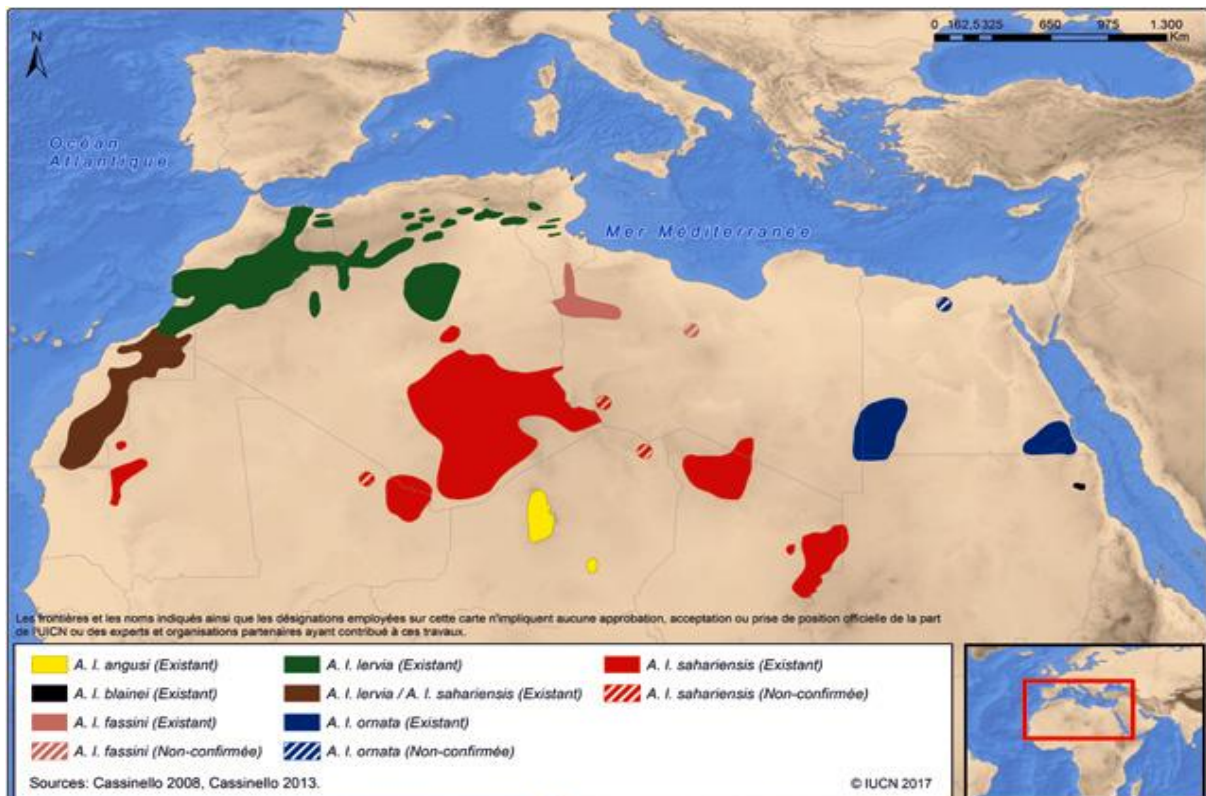 N
0 162,5 325 650 975 1.300
Km
Océan
Atlantique
Mer Méditerranée
Les frontières et les noms indiqués ainsi que les désignations employées sur cette carte n'impliquent aucune approbation, acceptation ou prise de position officielle de la part
de l'UICN ou des experts et organisations partenaires ayant contribué à ces travaux.
A. l. angusi (Existant)
A. l. blainei (Existant)
A. l. fassini (Existant)
A. l. fassini (Non-confirmée)
A. l. lervia (Existant)
A. l. lervia / A. l. sahariensis (Existant)
A. l. ornata (Existant)
A. l. ornata (Non-confirmée)
A. l. sahariensis (Existant)
A. l. sahariensis (Non-confirmée)
Sources: Cassinello 2008, Cassinello 2013.
© IUCN 2017